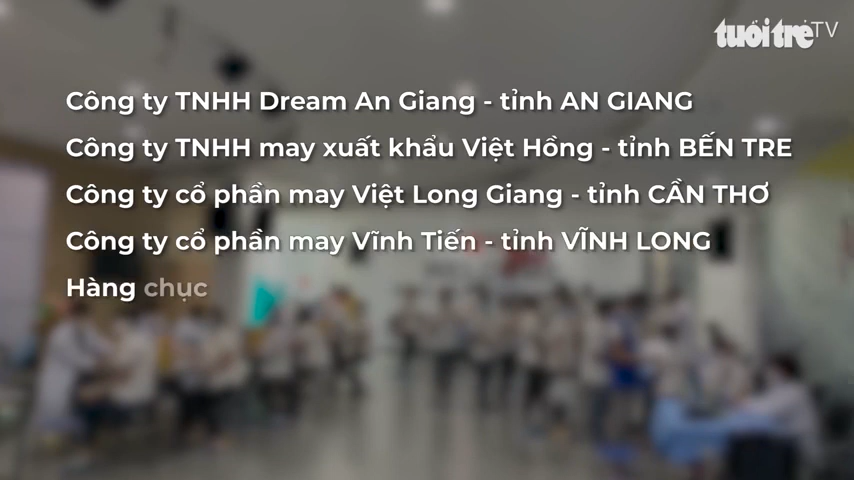 tuoitre TV
Công ty TNHH Dream An Giang - tỉnh AN GIANG
Công ty TNHH may xuất khẩu Việt Hồng - tỉnh BẾN TRE
Công ty cổ phần may Việt Long Giang - tỉnh CẦN THƠ
Công ty cổ phần may Vĩnh Tiến - tỉnh VĨNH LONG
Hàng chục